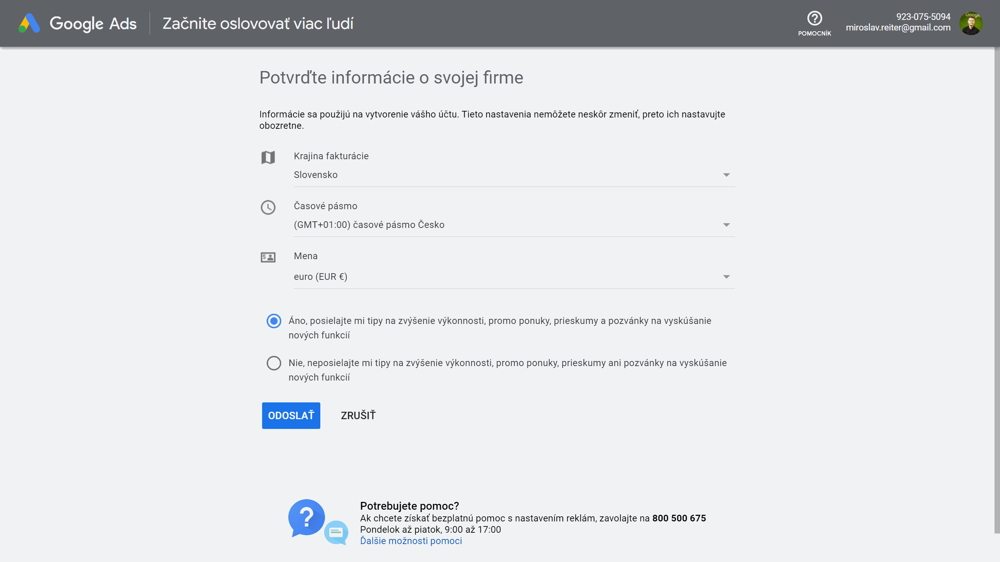 Google Ads
Začnite oslovovať viac ľudí
POMOCNÍK
923-075-5094
miroslav.reiter@gmail.com
Google
Potvrďte informácie o svojej firme
Informácie sa použijú na vytvorenie vášho účtu. Tieto nastavenia nemôžete neskôr zmeniť, preto ich nastavujte
obozretne.
Krajina fakturácie
Slovensko
Časové pásmo
(GMT+01:00) časové pásmo Česko
Mena
euro (EUR €)
Áno, posielajte mi tipy na zvýšenie výkonnosti, promo ponuky, prieskumy a pozvánky na vyskúšanie
nových funkcií
Nie, neposielajte mi tipy na zvýšenie výkonnosti, promo ponuky, prieskumy ani pozvánky na vyskúšanie
nových funkcií
ODOSLAŤ
ZRUŠIŤ
Potrebujete pomoc?
Ak chcete získať bezplatnú pomoc s nastavením reklám, zavolajte na 800 500 675
Pondelok až piatok, 9:00 až 17:00
Ďalšie možnosti pomoci